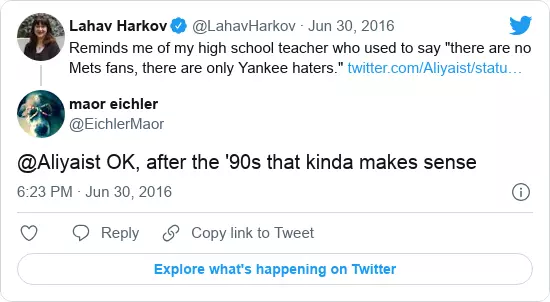 Lahav Harkov @LahavHarkov · Jun 30, 2016
Reminds me of my high school teacher who used to say "there are no
Mets fans, there are only Yankee haters." twitter.com/Aliyaist/statu…
maor eichler
@EichlerMaor
@Aliyaist OK, after the '90s that kinda makes sense
6:23 PM · Jun 30, 2016
Reply Copy link to Tweet
Explore what's happening on Twitter